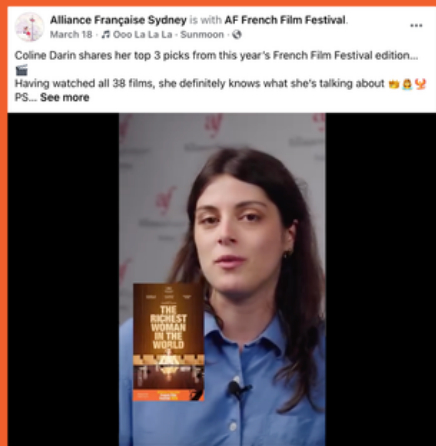 Alliance Française Sydney is with AF French Film Festival.
March 18 · Ooo La La La - Sunmoon ·
Coline Darin shares her top 3 picks from this year's French Film Festival edition...
Having watched all 38 films, she definitely knows what she's talking about
PS... See more
af
THE
RICHEST
WOMAN
IN THE
WORLD